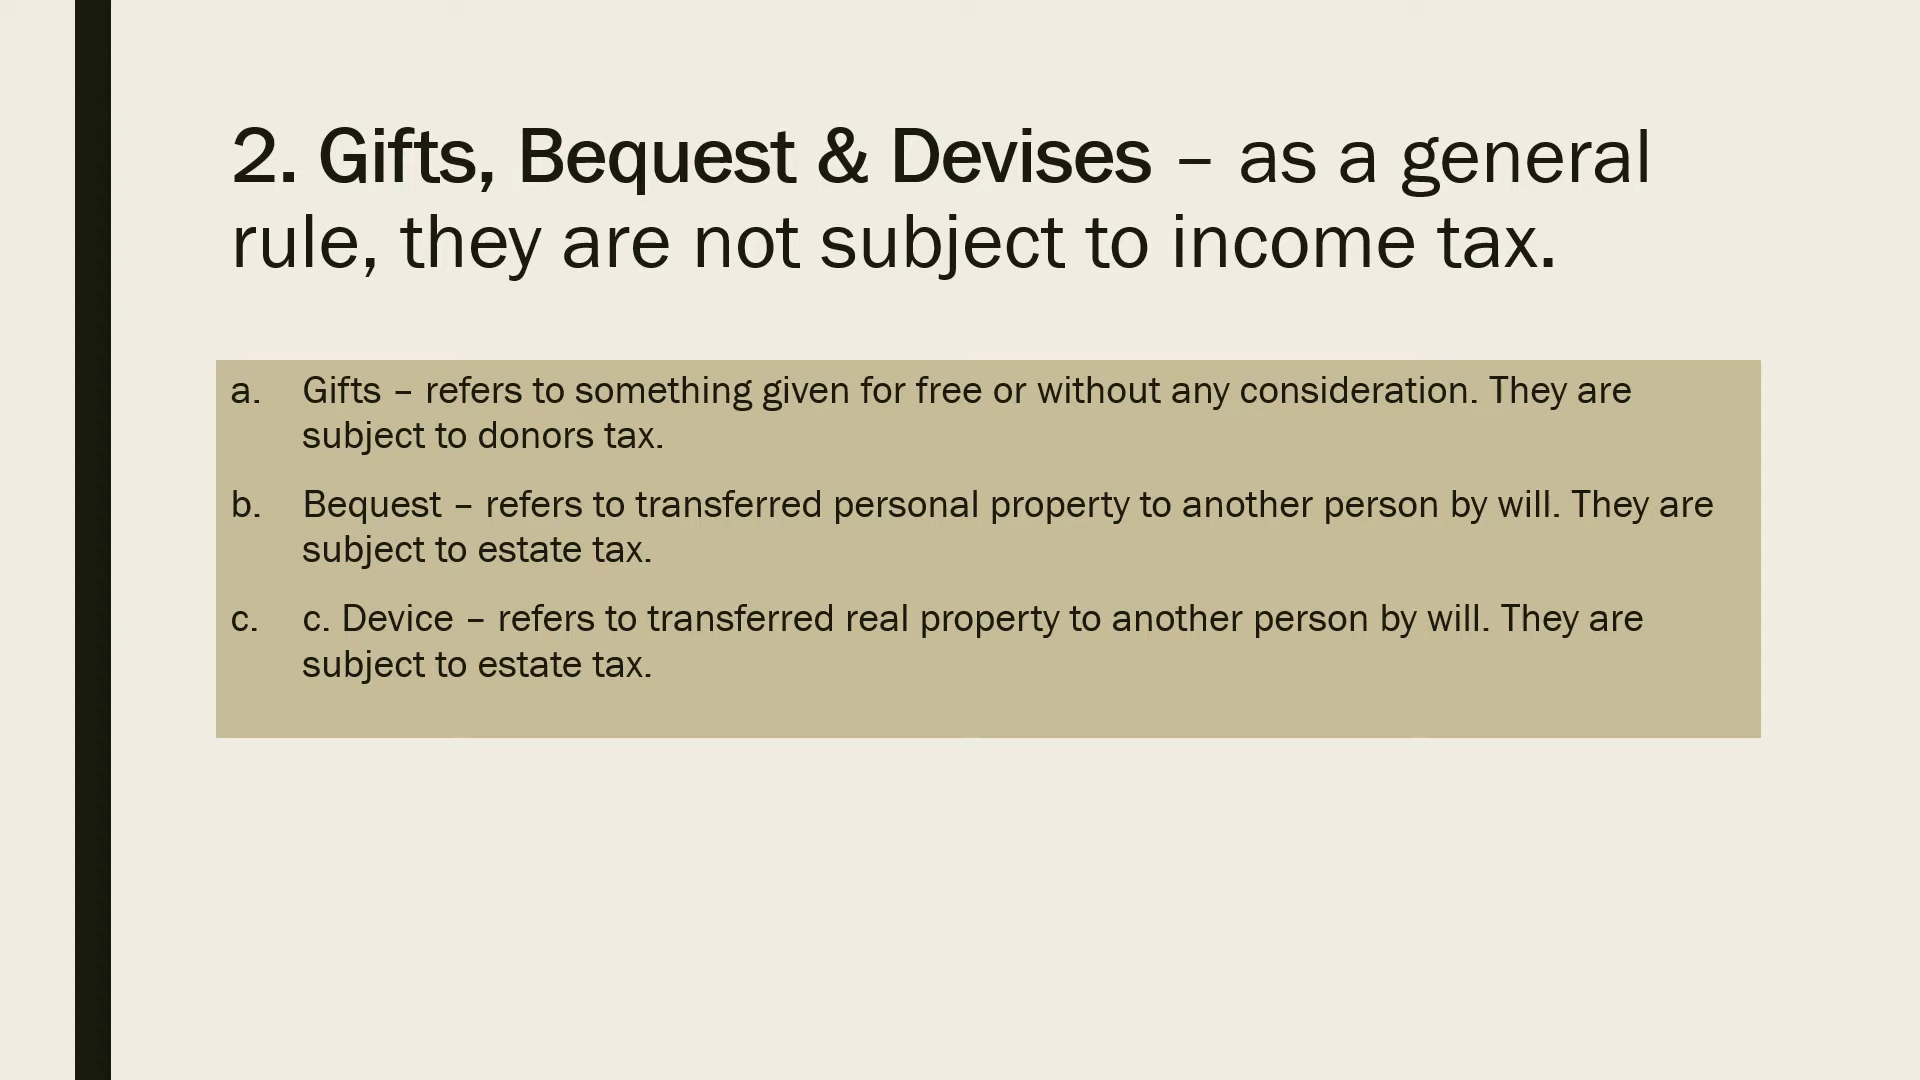 2. Gifts, Bequest & Devises – as a general
rule, they are not subject to income tax.
a. Gifts – refers to something given for free or without any consideration. They are
subject to donors tax.
b. Bequest – refers to transferred personal property to another person by will. They are
subject to estate tax.
c. c. Device – refers to transferred real property to another person by will. They are
subject to estate tax.